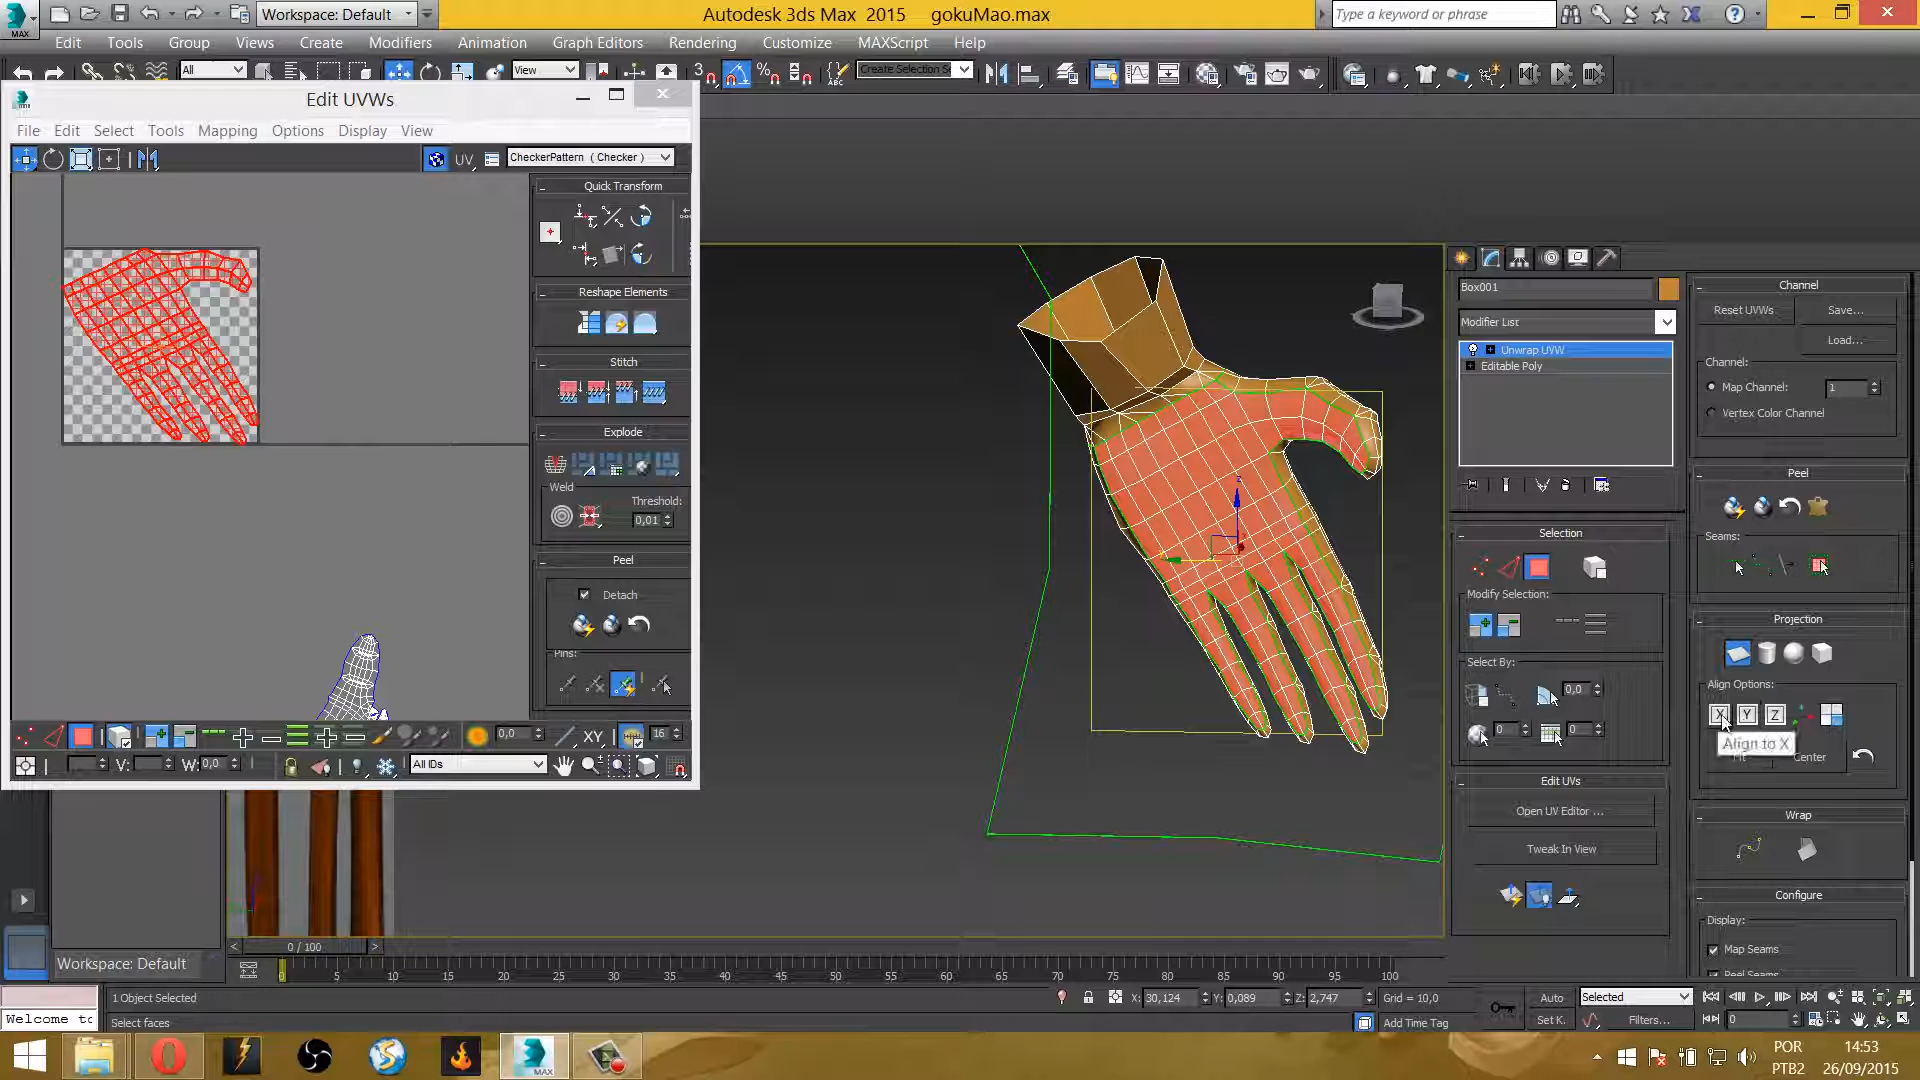 Workspace: Default
Autodesk 3ds Max 2015 gokuMao.max
Type a keyword or phrase
MAX
Edit Tools Group Views Create Modifiers Animation Graph Editors Rendering Customize MAXScript Help
All
View
Create Selection Se
Edit UVWs
File Edit Select Tools Mapping Options Display View
UV
CheckerPattern ( Checker )
Quick Transform
Reshape Elements
Stitch
Explode
Weld
Threshold:
0,01
Peel
Detach
Pins:
0,0
XY
16
V:
W: 0,0
All IDs
Box001
Modifier List
Unwrap UVW
Editable Poly
Selection
Modify Selection:
Select By:
0,0
0
0
Edit UVs
Open UV Editor ...
Tweak In View
Channel
Reset UVWs
Save...
Load...
Channel:
Map Channel:
1
Vertex Color Channel
Peel
Seams:
Projection
Align Options:
X Y Z
Align to X
Fit
Center
Wrap
Configure
Display:
Map Seams
Peel Seams
0 / 100
Workspace: Default
0 5 10 15 20 25 30 35 40 45 50 55 60 65 70 75 80 85 90 95 100
1 Object Selected
X: 30,124
Y: 0,089
Z: 2,747
Grid = 10,0
Auto
Selected
Welcome to
Select faces
Add Time Tag
Set K.
Filters...
0
MAX
POR
PTB2
14:53
26/09/2015